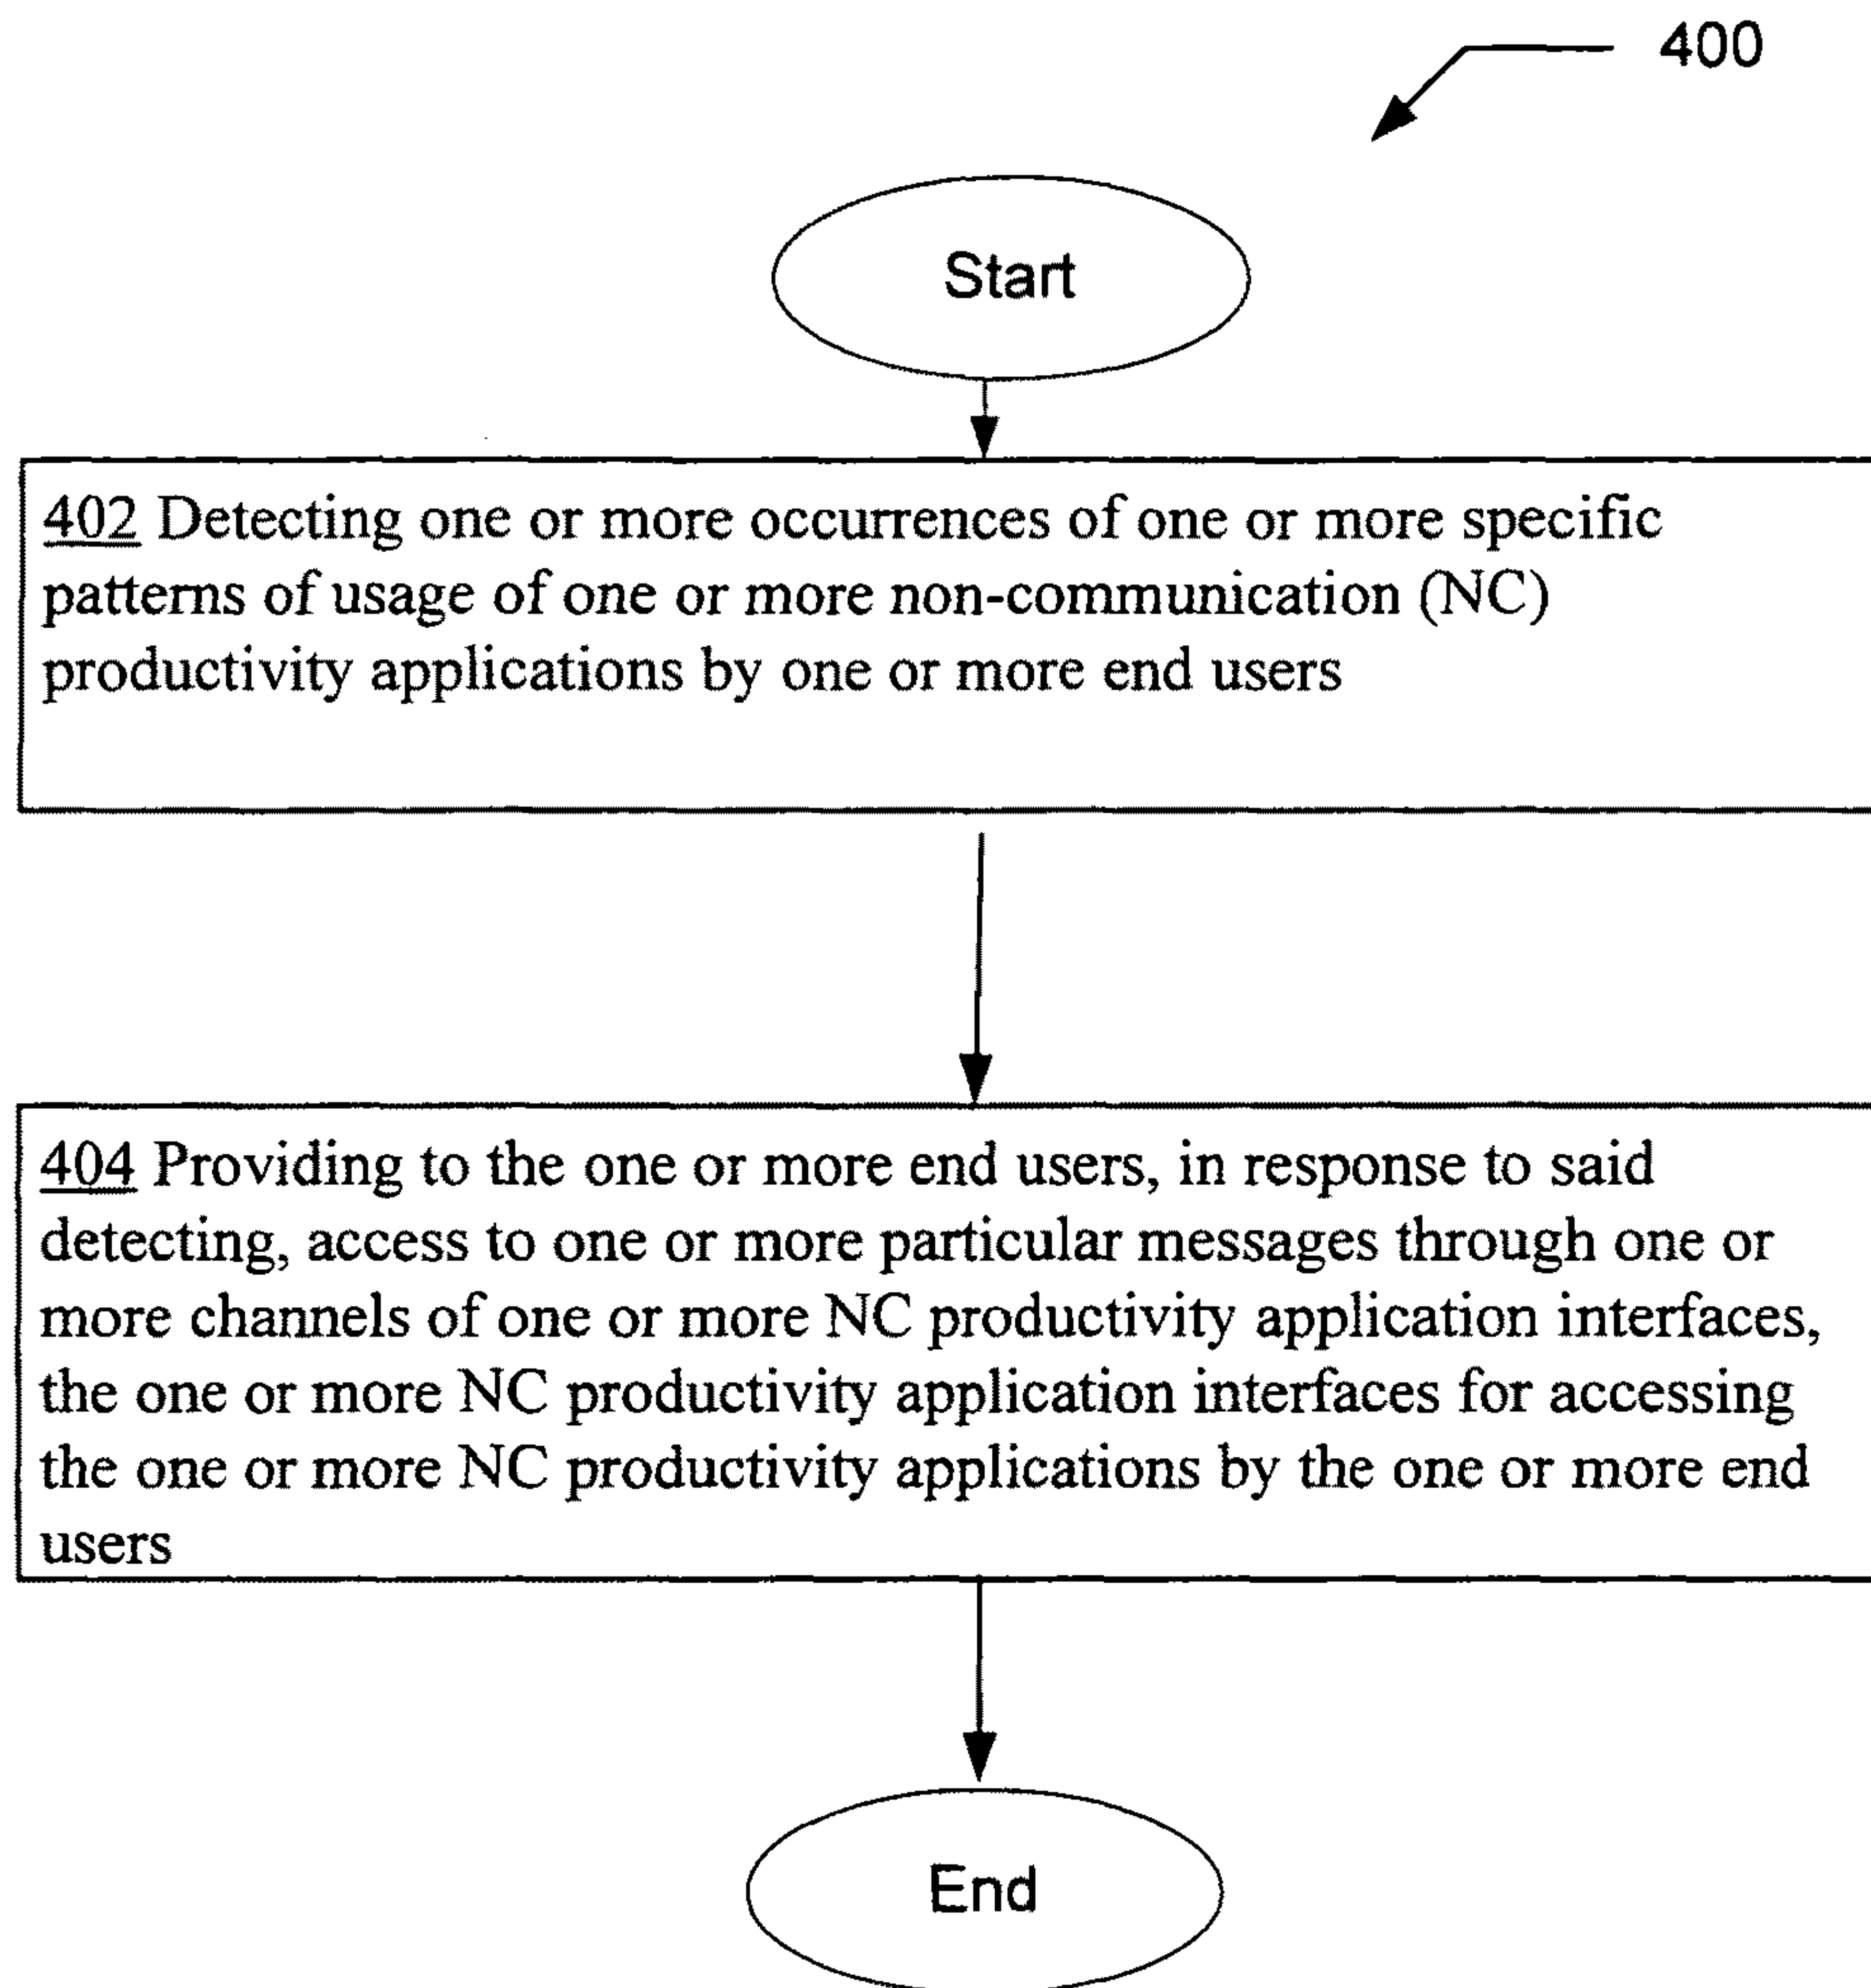 400
Start
402 Detecting one or more occurrences of one or more specific
patterns of usage of one or more non-communication (NC)
productivity applications by one or more end users
404 Providing to the one or more end users, in response to said
detecting, access to one or more particular messages through one or
more channels of one or more NC productivity application interfaces,
the one or more NC productivity application interfaces for accessing
the one or more NC productivity applications by the one or more end
users
End